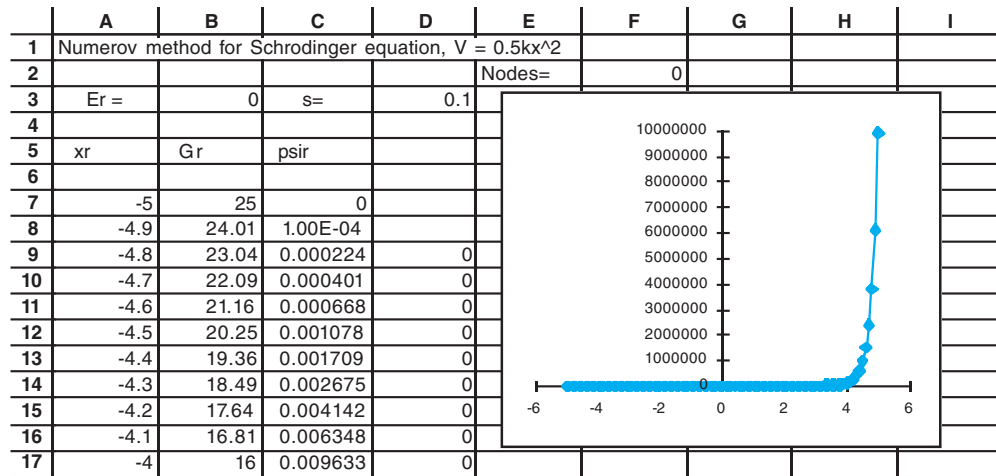 A B C D E F G H I
1 Numerov method for Schrodinger equation, V = 0.5kx^2
2 Nodes= 0
3 Er = 0 s= 0.1
4
5 xr Gr psir
6
7 -5 25 0
8 -4.9 24.01 1.00E-04
9 -4.8 23.04 0.000224 0
10 -4.7 22.09 0.000401 0
11 -4.6 21.16 0.000668 0
12 -4.5 20.25 0.001078 0
13 -4.4 19.36 0.001709 0
14 -4.3 18.49 0.002675 0
15 -4.2 17.64 0.004142 0
16 -4.1 16.81 0.006348 0
17 -4 16 0.009633 0
10000000
9000000
8000000
7000000
6000000
5000000
4000000
3000000
2000000
1000000
0
-6 -4 -2 0 2 4 6